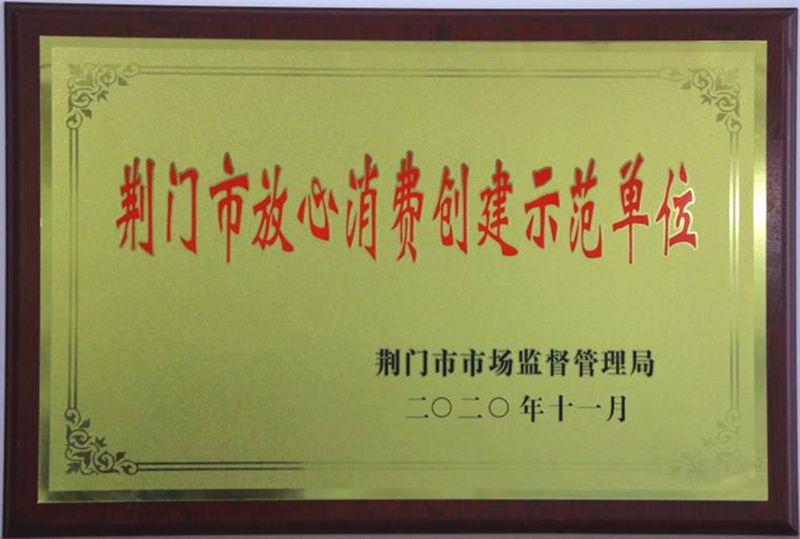 荆门市放心消费创建示范单位
荆门市市场监督管理局
二〇二〇年十一月